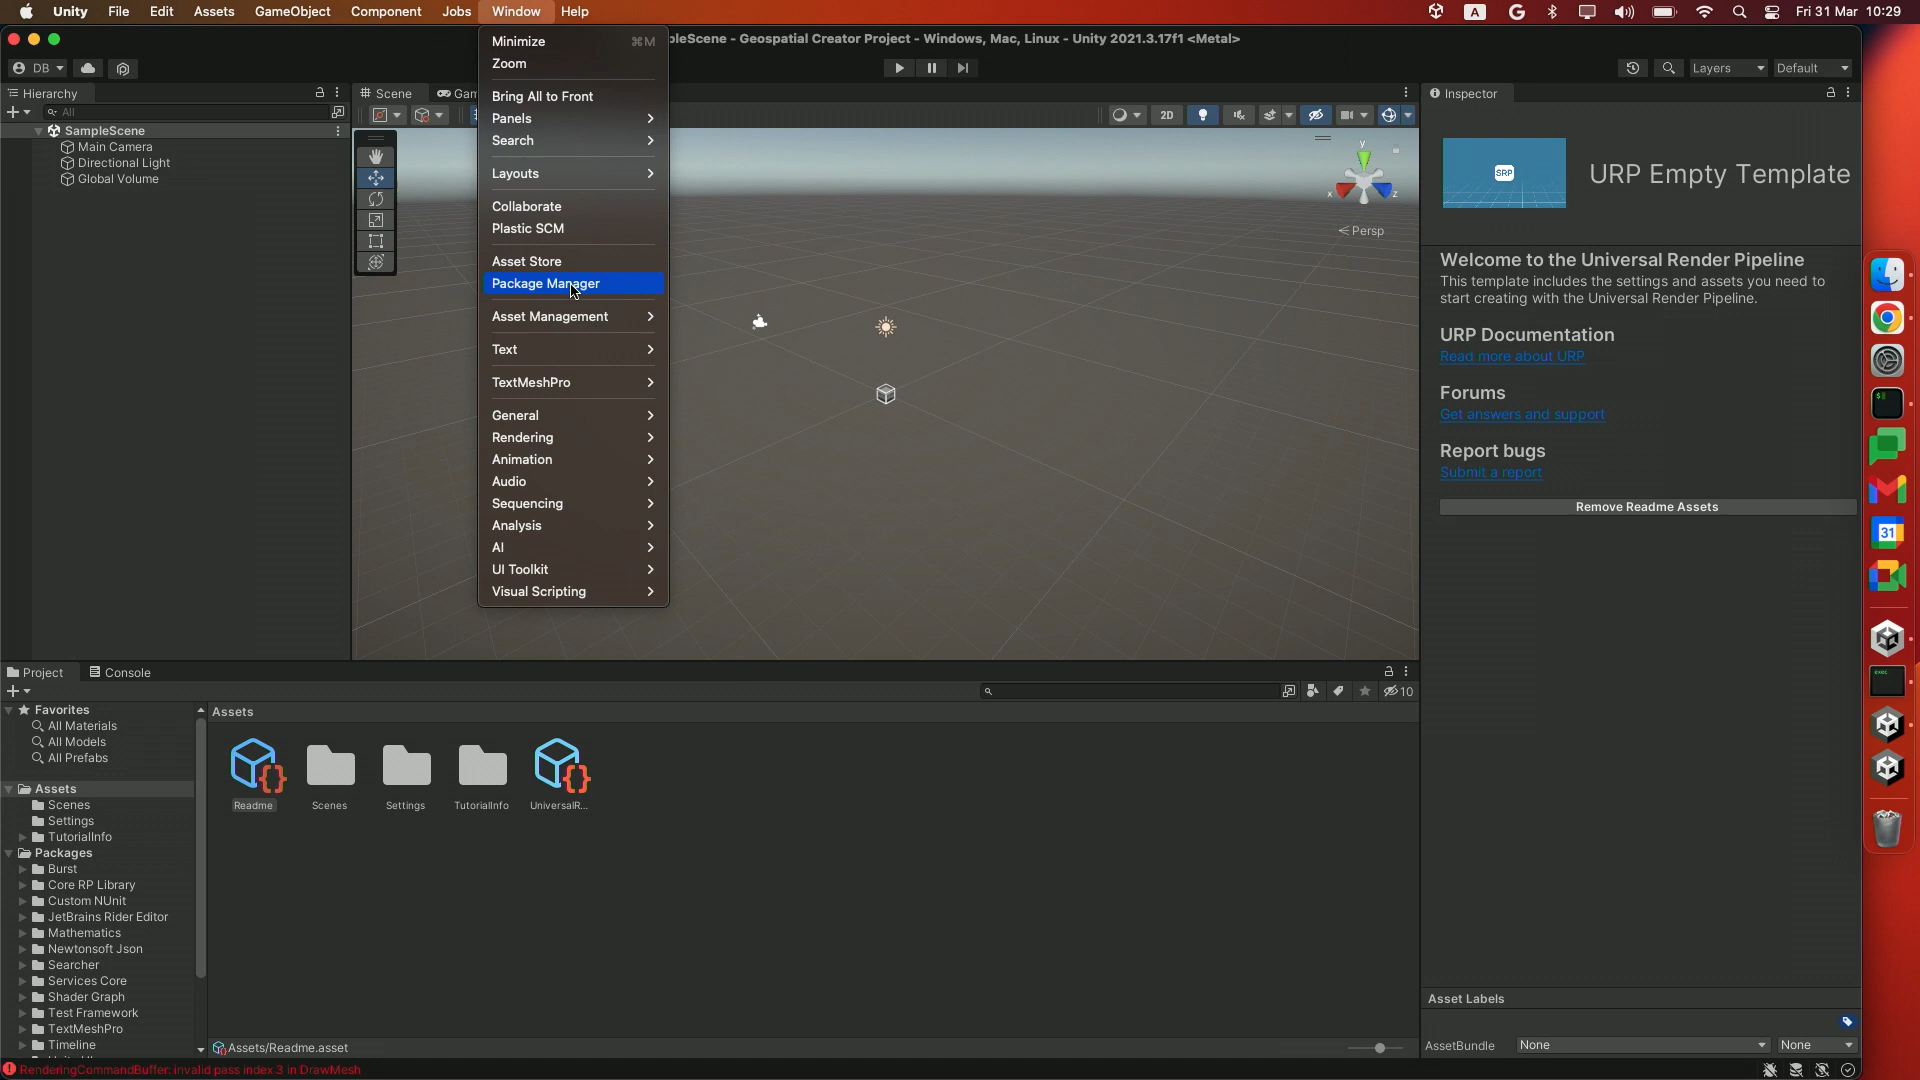 Unity File Edit Assets GameObject Component Jobs Window Help
A Fri 31 Mar 10:29
pleScene - Geospatial Creator Project - Windows, Mac, Linux - Unity 2021.3.17f1 <Metal>
DB
Layers
Default
Hierarchy
All
SampleScene
Main Camera
Directional Light
Global Volume
Scene
Gam
2D
y
x
z
Persp
Minimize ⌘M
Zoom
Bring All to Front
Panels
Search
Layouts
Collaborate
Plastic SCM
Asset Store
Package Manager
Asset Management
Text
TextMeshPro
General
Rendering
Animation
Audio
Sequencing
Analysis
AI
UI Toolkit
Visual Scripting
Inspector
SRP
URP Empty Template
Welcome to the Universal Render Pipeline
This template includes the settings and assets you need to
start creating with the Universal Render Pipeline.
URP Documentation
Read more about URP
Forums
Get answers and support
Report bugs
Submit a report
Remove Readme Assets
31
Project
Console
10
Favorites
All Materials
All Models
All Prefabs
Assets
Scenes
Settings
TutorialInfo
Packages
Burst
Core RP Library
Custom NUnit
JetBrains Rider Editor
Mathematics
Newtonsoft Json
Searcher
Services Core
Shader Graph
Test Framework
TextMeshPro
Timeline
Assets
Readme
Scenes
Settings
TutorialInfo
UniversalR...
Assets/Readme.asset
Asset Labels
AssetBundle
None
None
RenderingCommandBuffer: invalid pass index 3 in DrawMesh